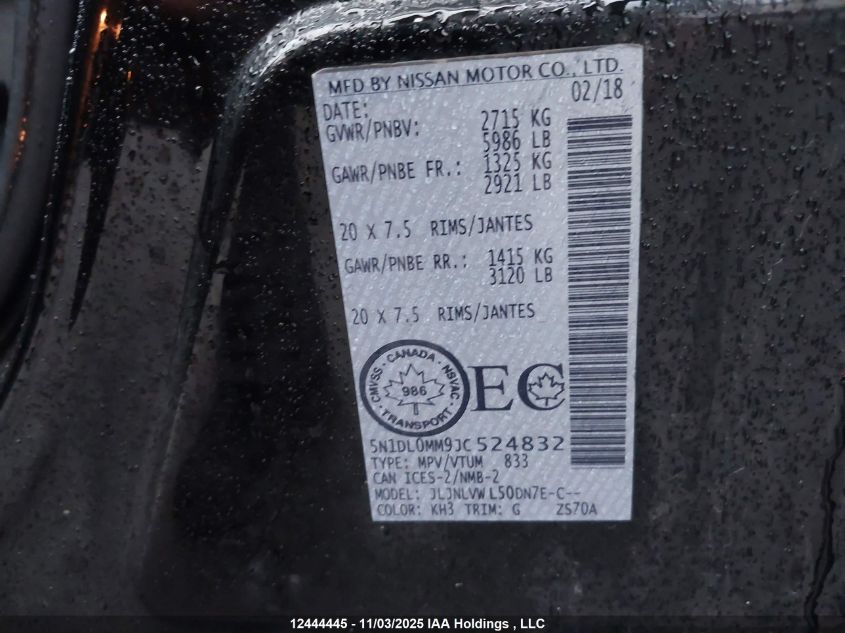 MFD BY NISSAN MOTOR CO., LTD.
DATE: 02/18
GVWR/PNBV: 2715 KG
5986 LB
GAWR/PNBE FR.: 1325 KG
2921 LB
20 X 7.5 RIMS/JANTES
GAWR/PNBE RR.: 1415 KG
3120 LB
20 X 7.5 RIMS/JANTES
CANADA
CMVSS · NSVAC
986
TRANSPORT
EC
5N1DL0MM9JC524832
TYPE: MPV/VTUM 833
CAN ICES-2/NMB-2
MODEL: JLJNLVWL50DN7E-C--
COLOR: KH3 TRIM: G ZS70A
12444445 - 11/03/2025 IAA Holdings , LLC